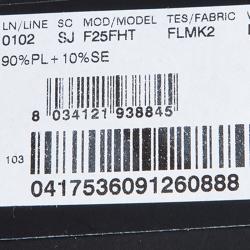 LN/LINE SC MOD/MODEL TES/FABRIC
0102 SJ F25FHT FLMK2
90%PL+10%SE
8 034121 938845
103
0417536091260888